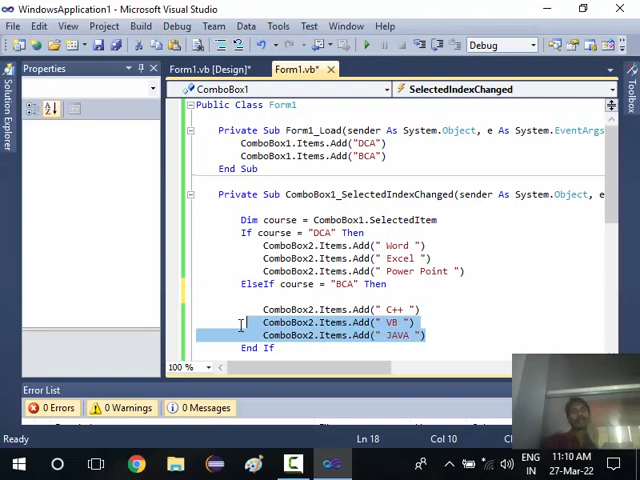 WindowsApplication1 - Microsoft Visual Studio
File Edit View Project Build Debug Team Data Tools Test Window Help
Debug
Properties
Form1.vb [Design]* Form1.vb*
ComboBox1 SelectedIndexChanged
Solution Explorer
Toolbox
Public Class Form1
Private Sub Form1_Load(sender As System.Object, e As System.EventArgs
ComboBox1.Items.Add("DCA")
ComboBox1.Items.Add("BCA")
End Sub
Private Sub ComboBox1_SelectedIndexChanged(sender As System.Object,
Dim course = ComboBox1.SelectedItem
If course = "DCA" Then
ComboBox2.Items.Add(" Word ")
ComboBox2.Items.Add(" Excel ")
ComboBox2.Items.Add(" Power Point ")
ElseIf course = "BCA" Then
ComboBox2.Items.Add(" C++ ")
ComboBox2.Items.Add(" VB ")
ComboBox2.Items.Add(" JAVA ")
End If
100 %
Error List
0 Errors 0 Warnings 0 Messages
Ready Ln 18 Col 10
ENG 11:10 AM
IN 27-Mar-22